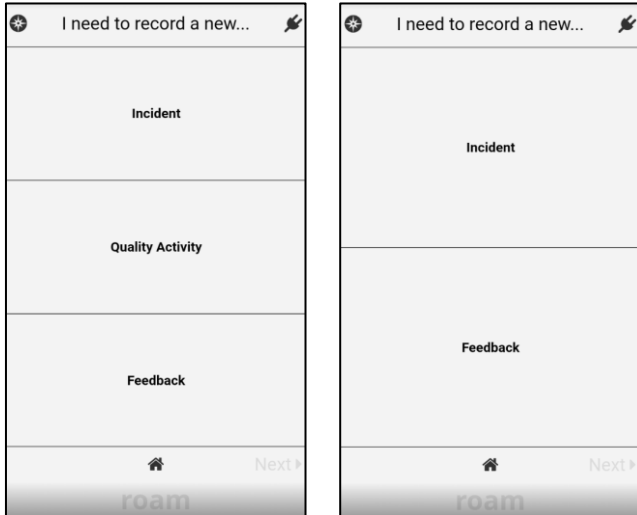 I need to record a new...
Incident
Quality Activity
Feedback
Next
roam
I need to record a new...
Incident
Feedback
Next
roam